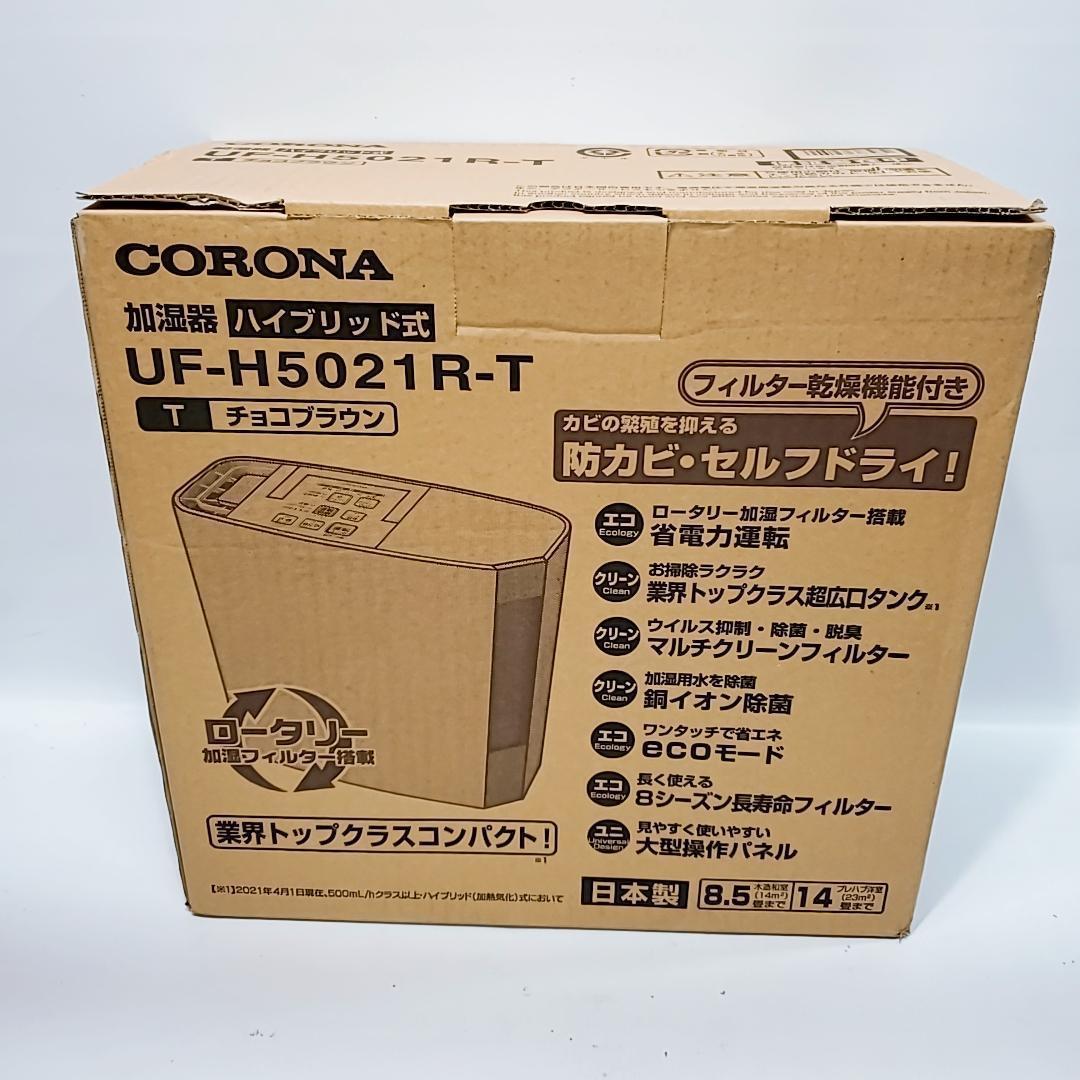 UF-H5021R-T
CORONA
加湿器 ハイブリッド式
UF-H5021R-T
T チョコブラウン
フィルター乾燥機能付き
カビの繁殖を抑える
防カビ・セルフドライ!
エコ Ecology ロータリー加湿フィルター搭載
省電力運転
クリーン Clean お掃除ラクラク
業界トップクラス超広口タンク※1
クリーン Clean ウイルス抑制・除菌・脱臭
マルチクリーンフィルター
クリーン Clean 加湿用水を除菌
銅イオン除菌
エコ Ecology ワンタッチで省エネ
ecoモード
エコ Ecology 長く使える
8シーズン長寿命フィルター
ユニ Universal Design 見やすく使いやすい
大型操作パネル
ロータリー
加湿フィルター搭載
業界トップクラスコンパクト!
※1
【※1】2021年4月1日現在、500mL/hクラス以上・ハイブリッド(加熱気化)式において
日本製
8.5 木造和室 (14m²) 畳まで
14 プレハブ洋室 (23m²) 畳まで